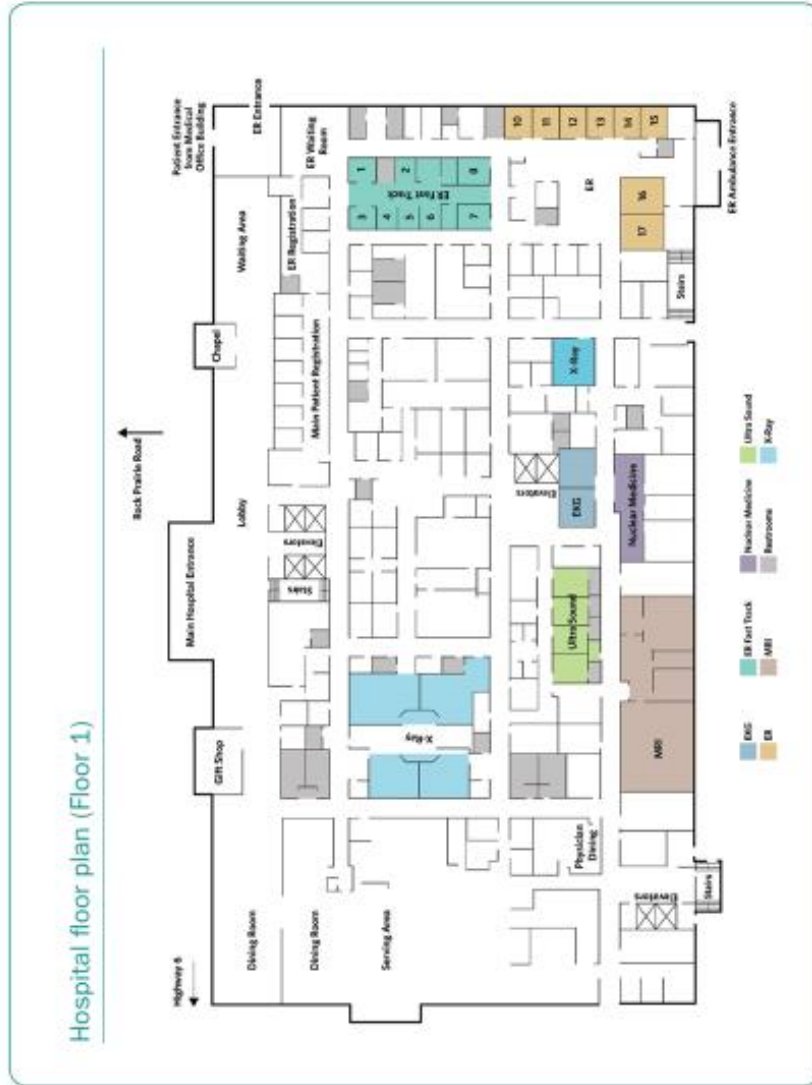 Hospital floor plan (Floor 1)
Highway 6
Rock Prairie Road
Patient Entrance
from Medical
Office Building
Main Hospital Entrance
ER Entrance
Gift Shop
Chapel
Dining Room
Lobby
Waiting Area
Dining Room
Stairs
Elevators
Main Patient Registration
ER Registration
ER Waiting
Room
Serving Area
X-Ray
ER Fast Track
1
2
3
4
5
6
7
8
Physician
Dining
Ultra Sound
EKG
Elevators
X-Ray
ER
10
11
12
13
14
15
16
17
Elevators
Stairs
MRI
Nuclear Medicine
Stairs
ER Ambulance Entrance
EKG
ER
ER Fast Track
MRI
Nuclear Medicine
Restrooms
Ultra Sound
X-Ray